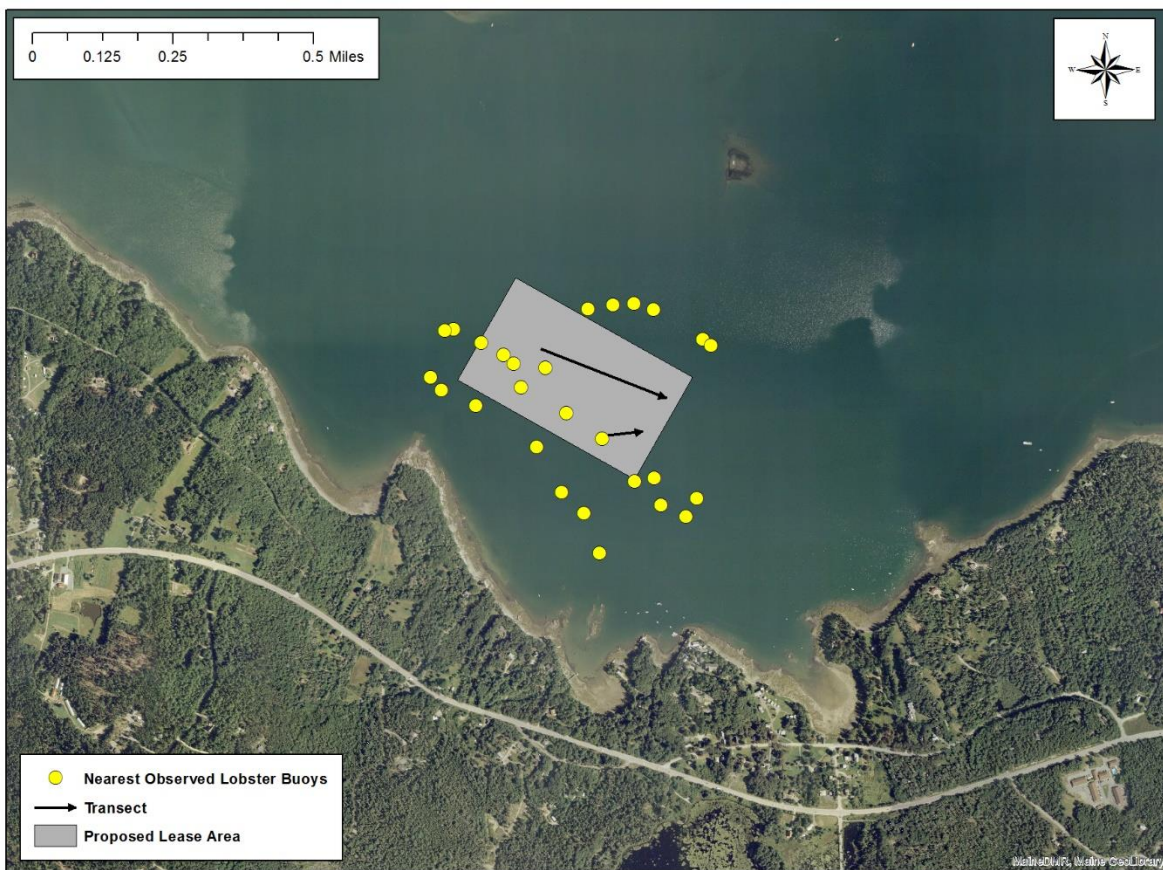 0 0.125 0.25 0.5 Miles
N
W E
S
Nearest Observed Lobster Buoys
Transect
Proposed Lease Area
MaineDMR, Maine GeoLibrary